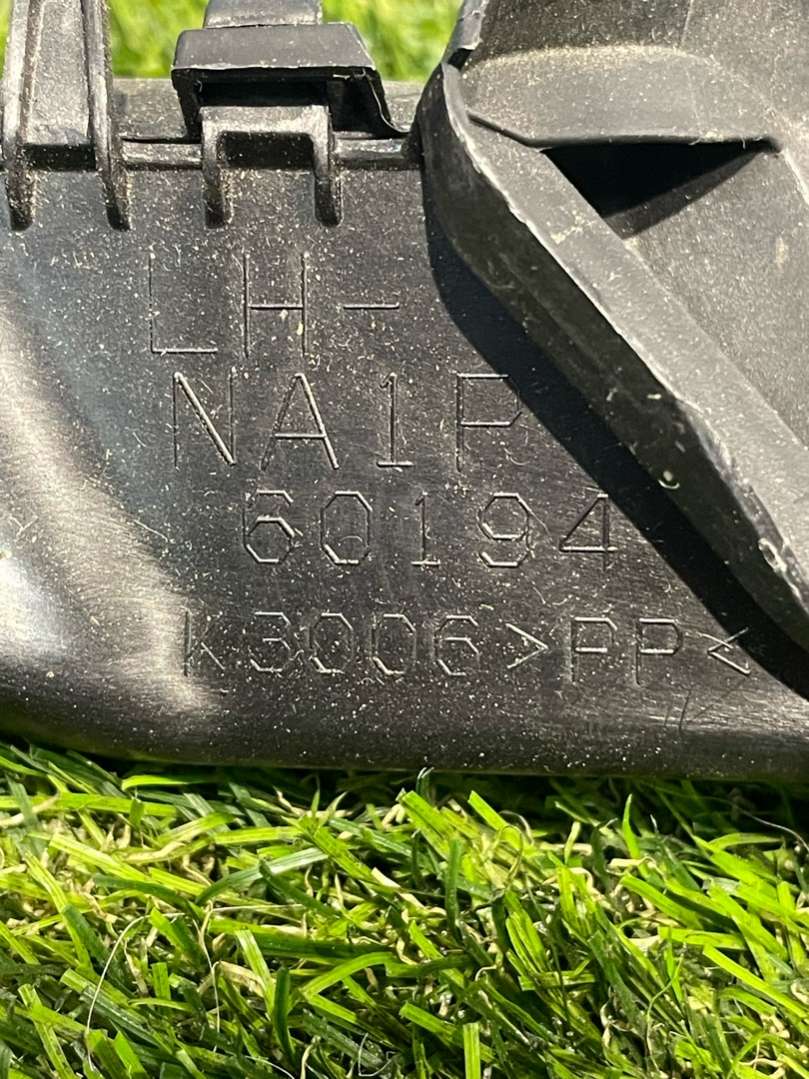 LH-
NA1P
60194
K3006>PP<